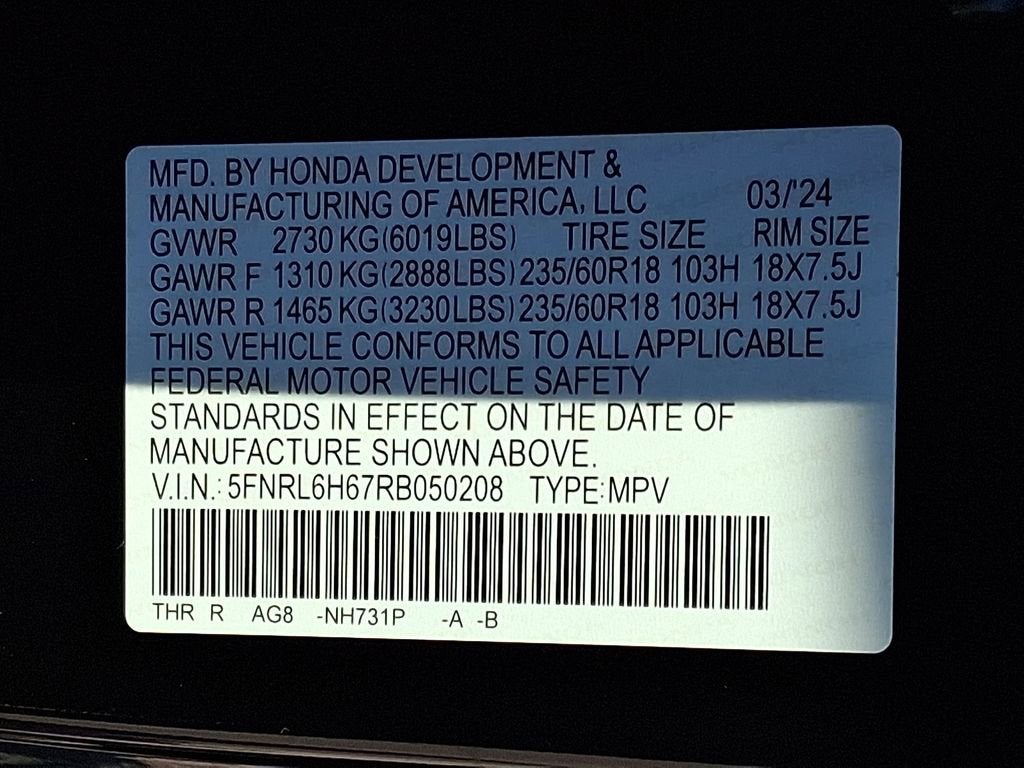 MFD. BY HONDA DEVELOPMENT &
MANUFACTURING OF AMERICA, LLC 03/'24
GVWR 2730 KG(6019LBS) TIRE SIZE RIM SIZE
GAWR F 1310 KG(2888LBS) 235/60R18 103H 18X7.5J
GAWR R 1465 KG(3230LBS) 235/60R18 103H 18X7.5J
THIS VEHICLE CONFORMS TO ALL APPLICABLE
FEDERAL MOTOR VEHICLE SAFETY
STANDARDS IN EFFECT ON THE DATE OF
MANUFACTURE SHOWN ABOVE.
V.I.N.: 5FNRL6H67RB050208 TYPE:MPV
THR R AG8 -NH731P -A -B